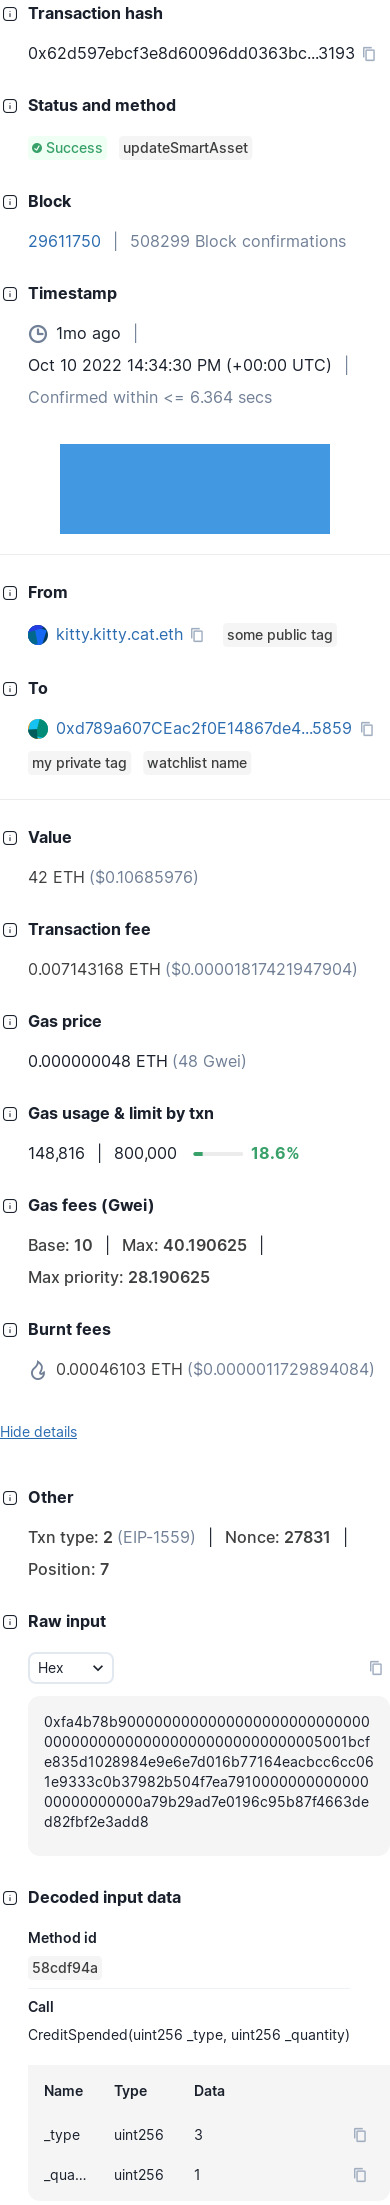 Transaction hash
0x62d597ebcf3e8d60096dd0363bc...3193
Status and method
Success updateSmartAsset
Block
29611750 | 508299 Block confirmations
Timestamp
1mo ago |
Oct 10 2022 14:34:30 PM (+00:00 UTC) |
Confirmed within <= 6.364 secs
From
kitty.kitty.cat.eth some public tag
To
0xd789a607CEac2f0E14867de4...5859
my private tag watchlist name
Value
42 ETH ($0.10685976)
Transaction fee
0.007143168 ETH ($0.00001817421947904)
Gas price
0.000000048 ETH (48 Gwei)
Gas usage & limit by txn
148,816 | 800,000 18.6%
Gas fees (Gwei)
Base: 10 | Max: 40.190625 |
Max priority: 28.190625
Burnt fees
0.00046103 ETH ($0.0000011729894084)
Hide details
Other
Txn type: 2 (EIP-1559) | Nonce: 27831 |
Position: 7
Raw input
Hex
0xfa4b78b90000000000000000000000000
00000000000000000000000000005001bcf
e835d1028984e9e6e7d016b77164eacbcc6cc06
1e9333c0b37982b504f7ea7910000000000000
00000000000a79b29ad7e0196c95b87f4663de
d82fbf2e3add8
Decoded input data
Method id
58cdf94a
Call
CreditSpended(uint256 _type, uint256 _quantity)
Name Type Data
_type uint256 3
_qua... uint256 1